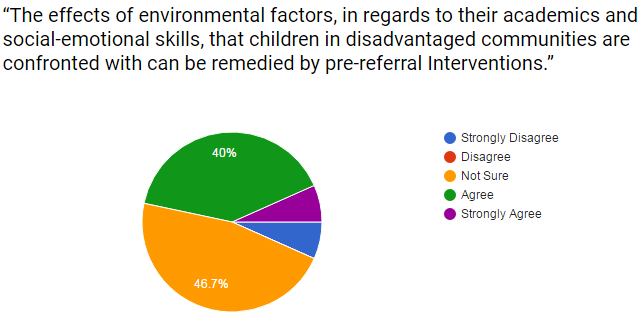 “The effects of environmental factors, in regards to their academics and
social-emotional skills, that children in disadvantaged communities are
confronted with can be remedied by pre-referral Interventions.”
40%
46.7%
Strongly Disagree
Disagree
Not Sure
Agree
Strongly Agree